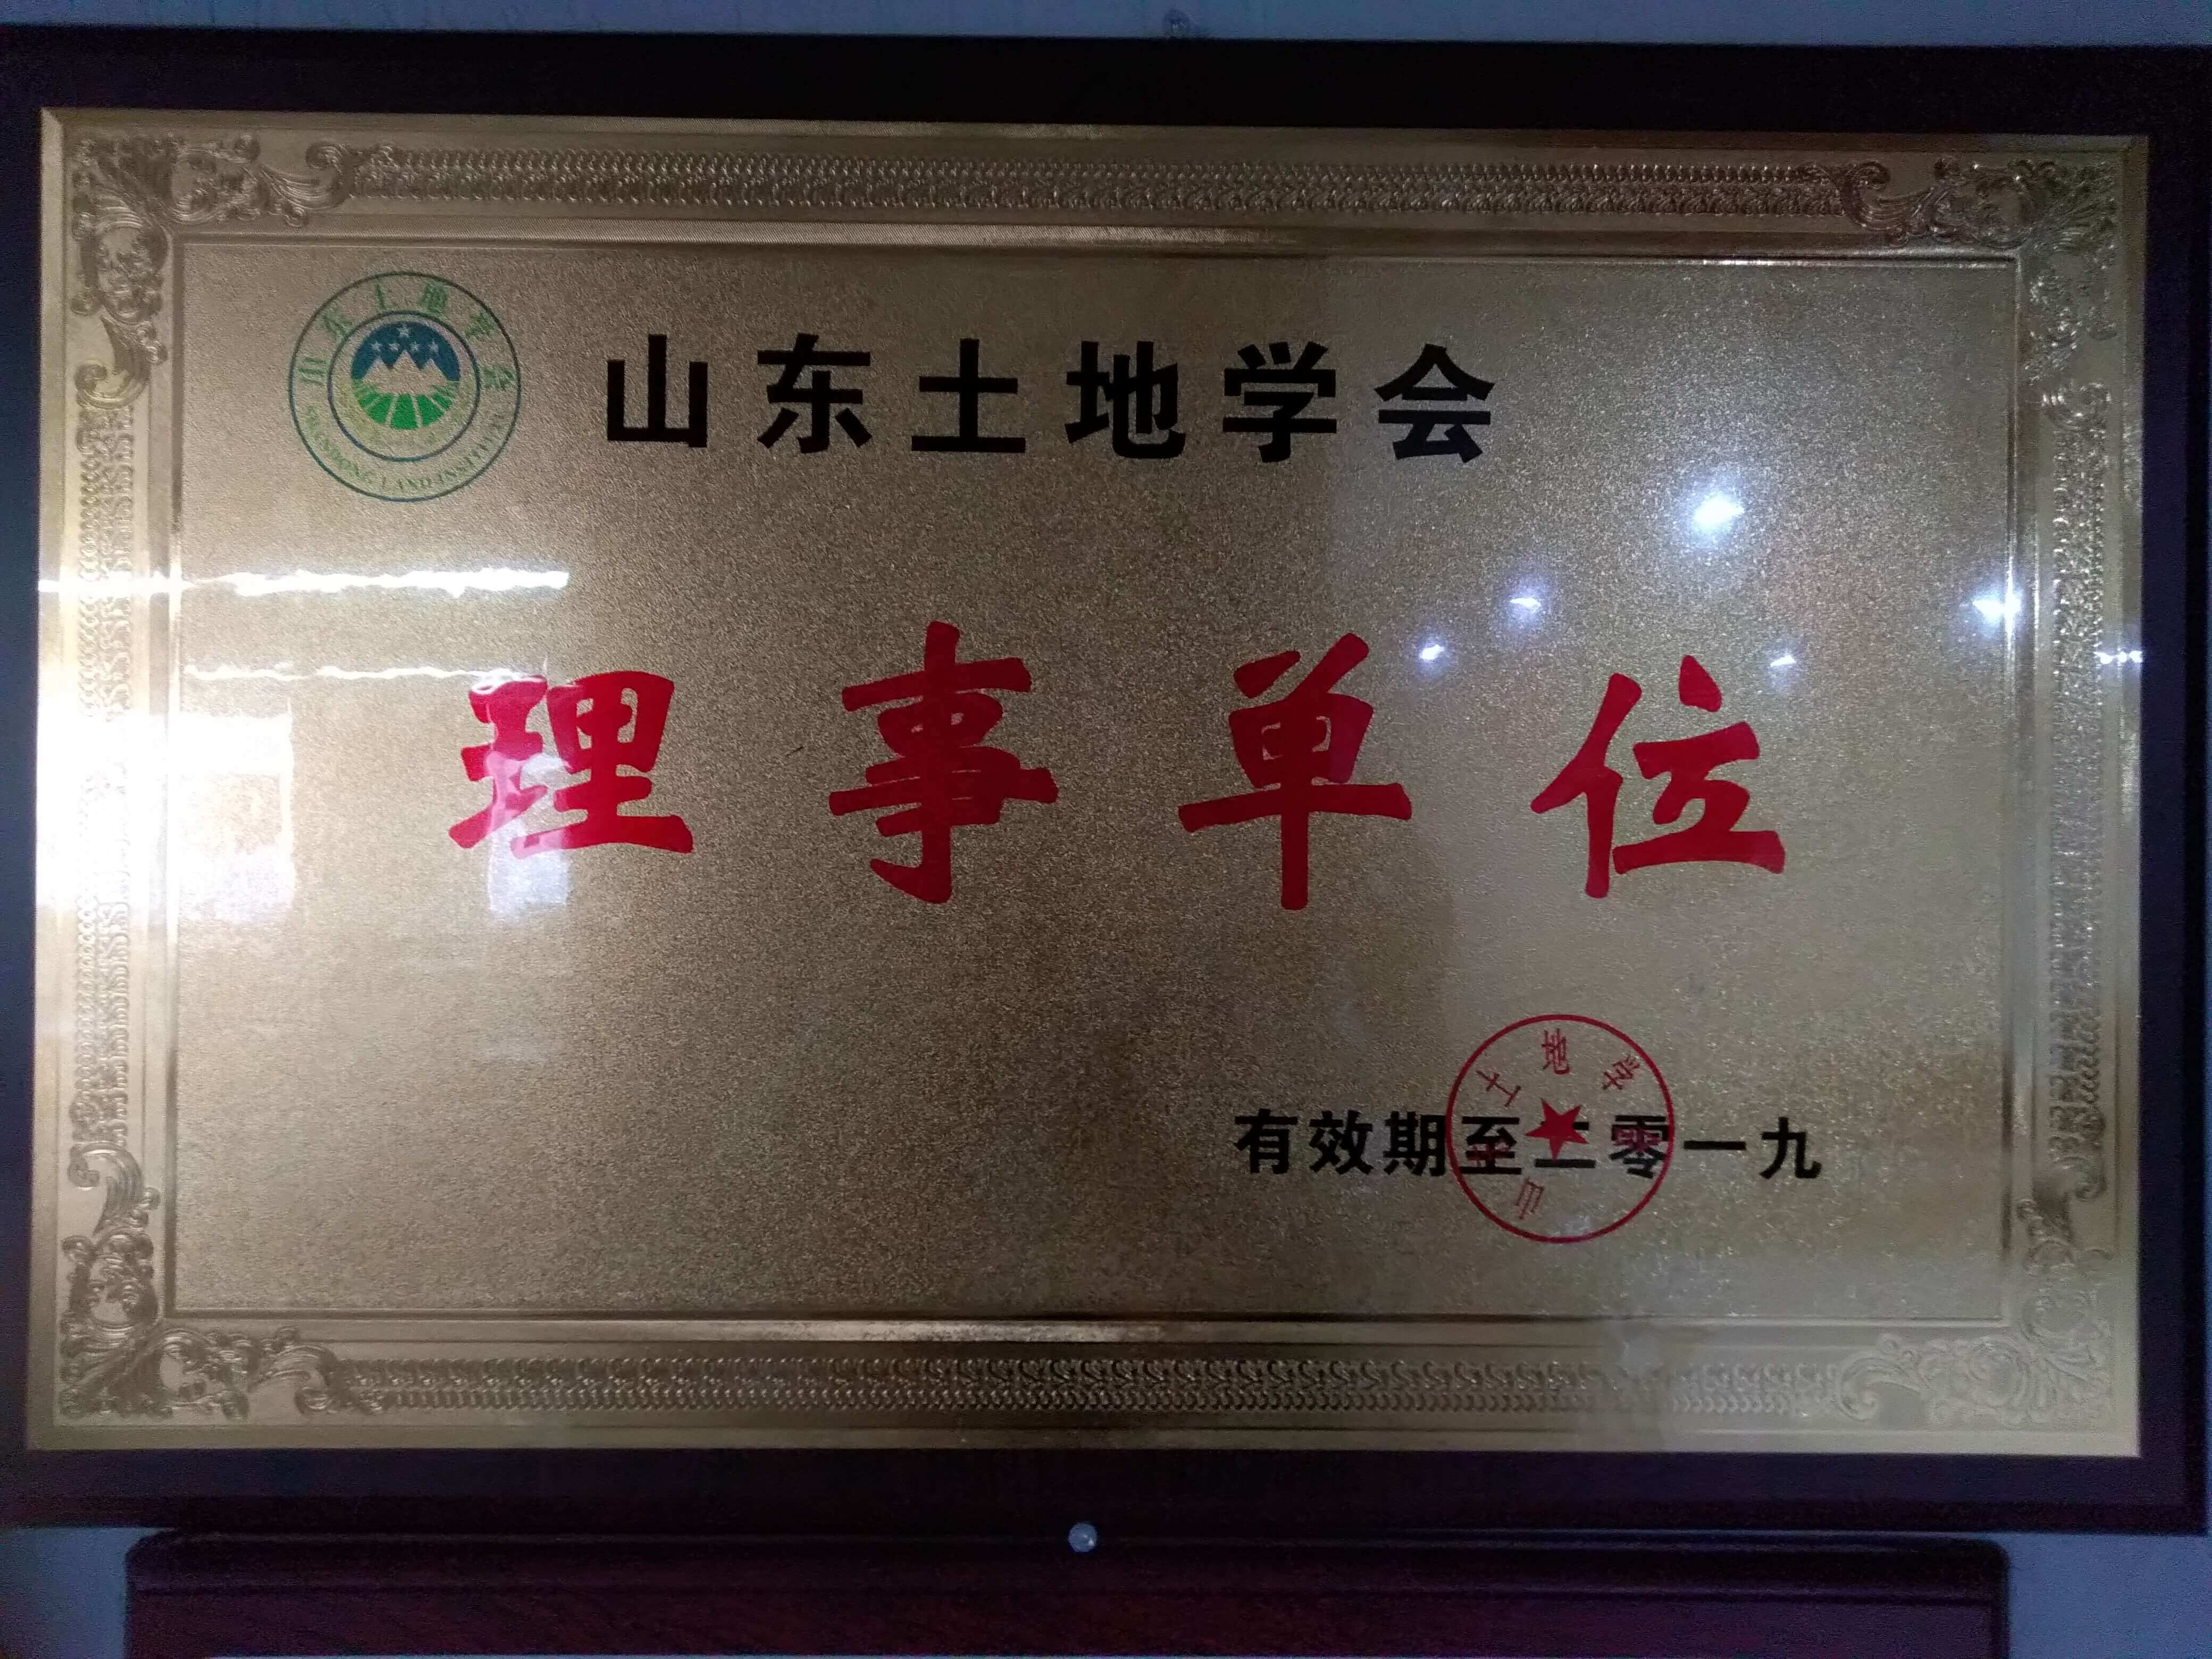 山东土地学会
SHANDONG LAND INSTITUTE
山东土地学会
理事单位
有效期至二零一九
土地学